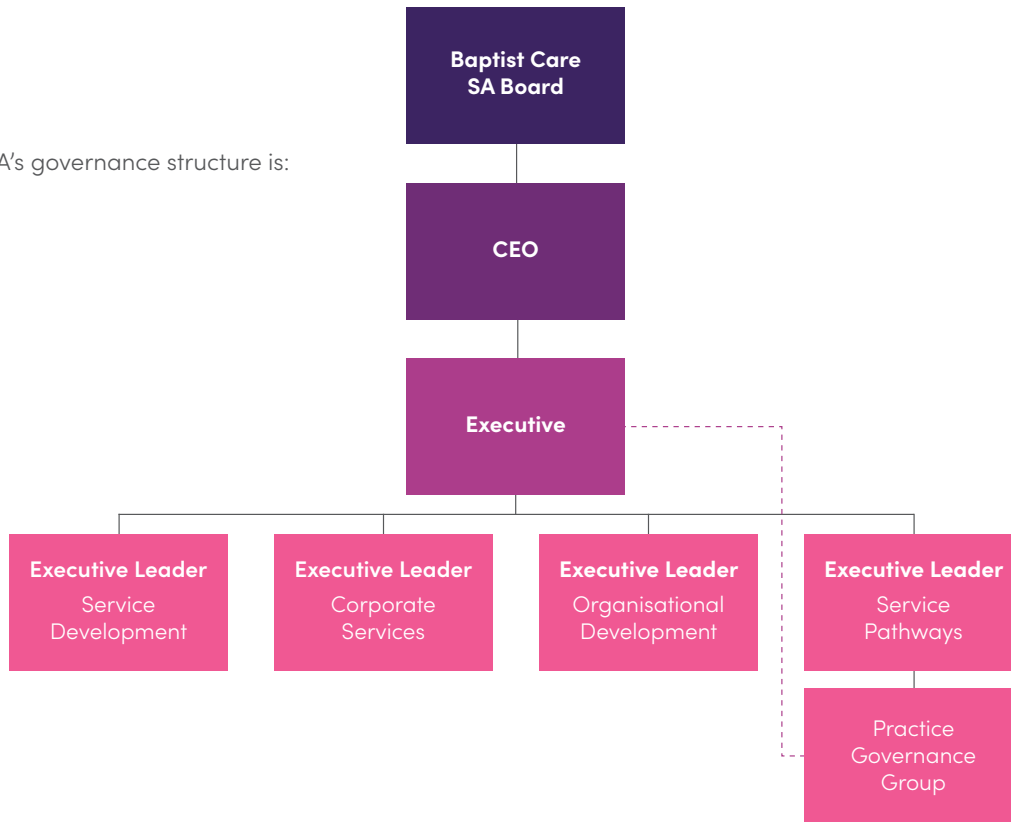 Baptist Care
SA Board
A's governance structure is:
CEO
Executive
Executive Leader
Service
Development
Executive Leader
Corporate
Services
Executive Leader
Organisational
Development
Executive Leader
Service
Pathways
Practice
Governance
Group